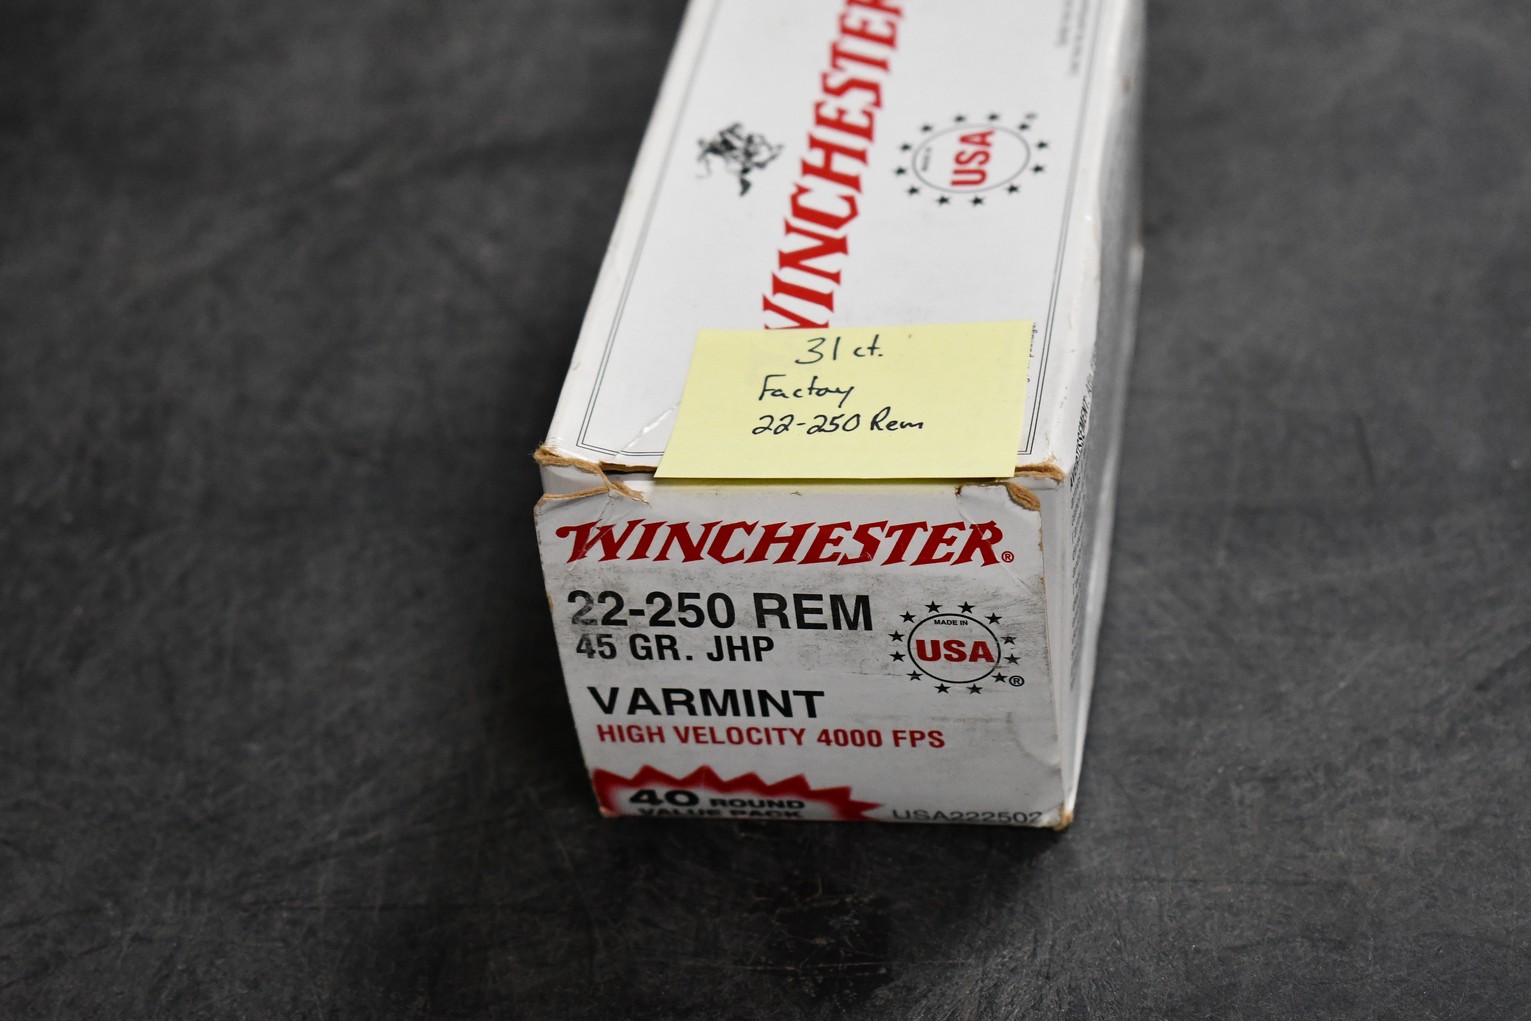 WINCHESTER
USA
31 ct.
Factory
22-250 Rem
WINCHESTER®
22-250 REM
45 GR. JHP
MADE IN
USA®
VARMINT
HIGH VELOCITY 4000 FPS
40 ROUND
VALUE PACK
USA222502